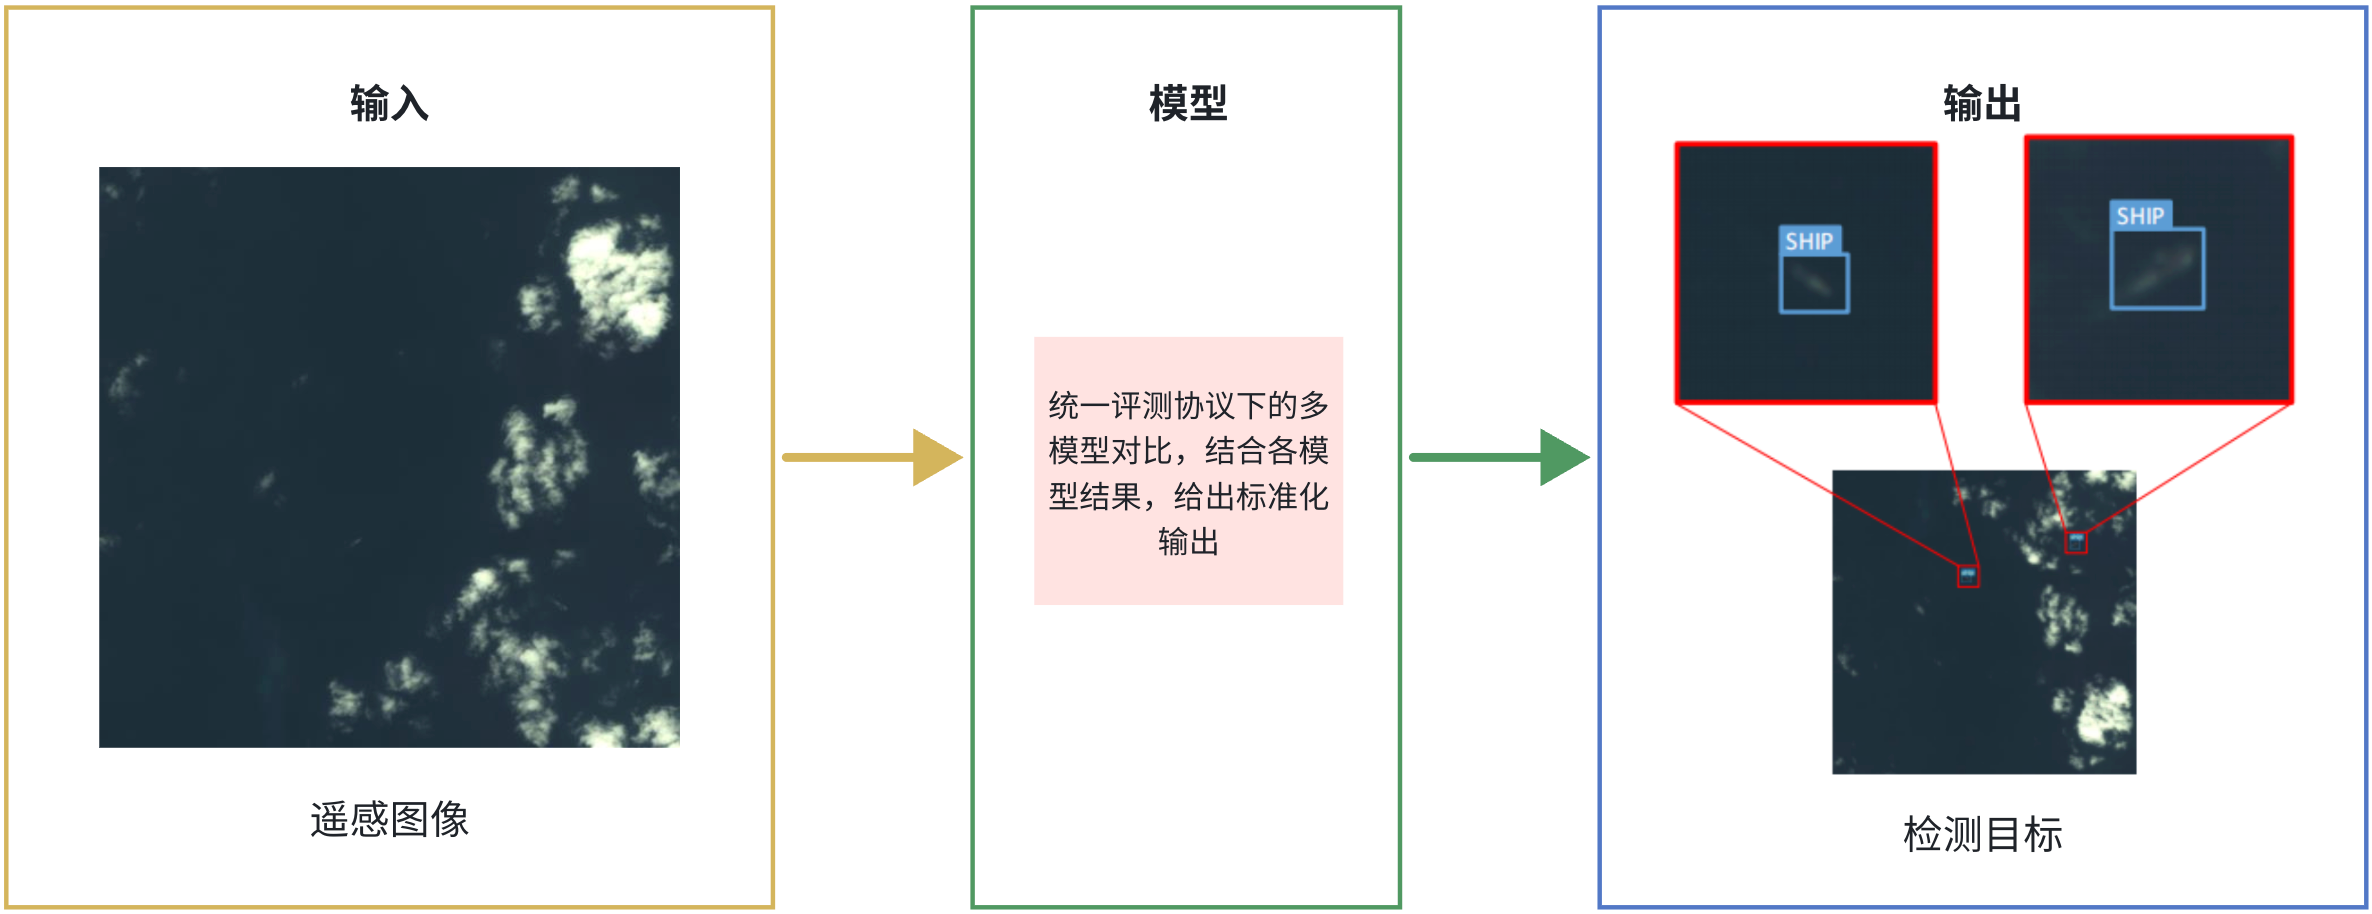 输入
遥感图像
模型
统一评测协议下的多
模型对比，结合各模
型结果，给出标准化
输出
输出
SHIP
SHIP
检测目标